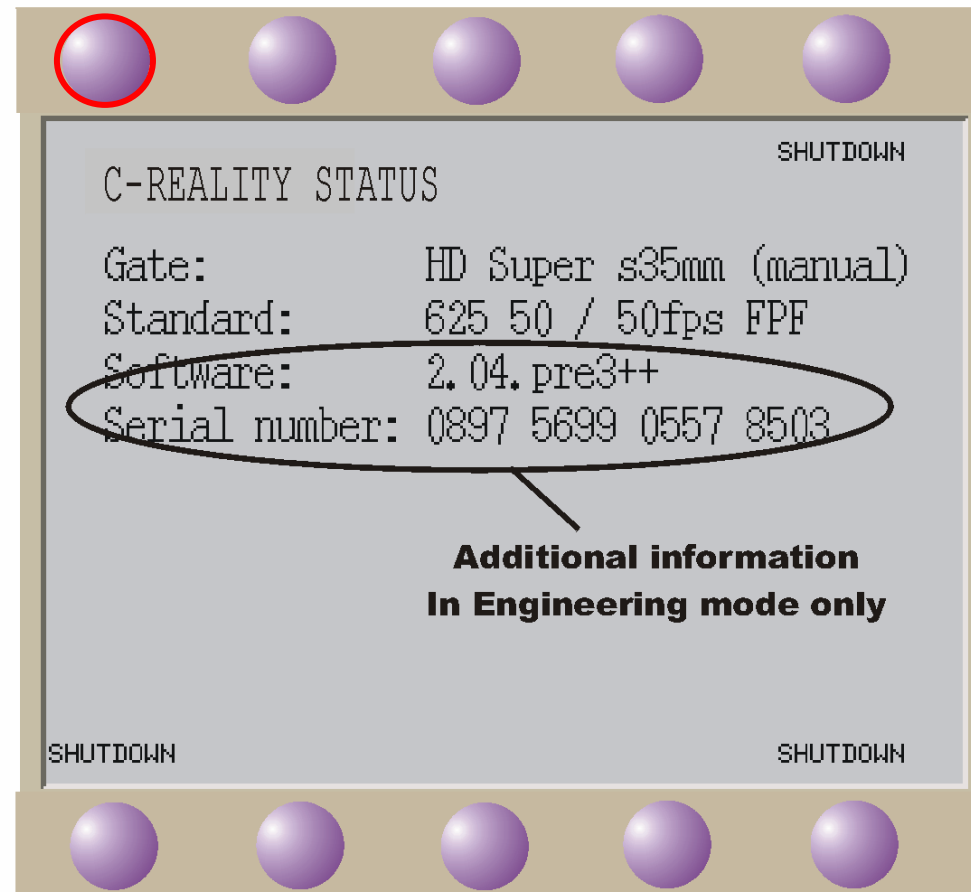 SHUTDOWN
C-REALITY STATUS
Gate: HD Super s35mm (manual)
Standard: 625 50 / 50fps FPF
Software: 2.04.pre3++
Serial number: 0897 5699 0557 8503
Additional information
In Engineering mode only
SHUTDOWN SHUTDOWN